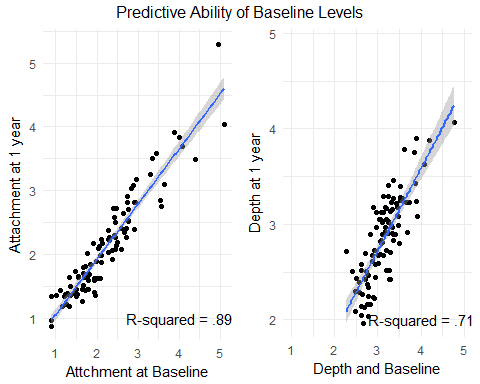 Predictive Ability of Baseline Levels
Attachment at 1 year
5
4
3
2
1
R-squared = .89
1 2 3 4 5
Attchment at Baseline
Depth at 1 year
5
4
3
2
R-squared = .71
1 2 3 4 5
Depth and Baseline